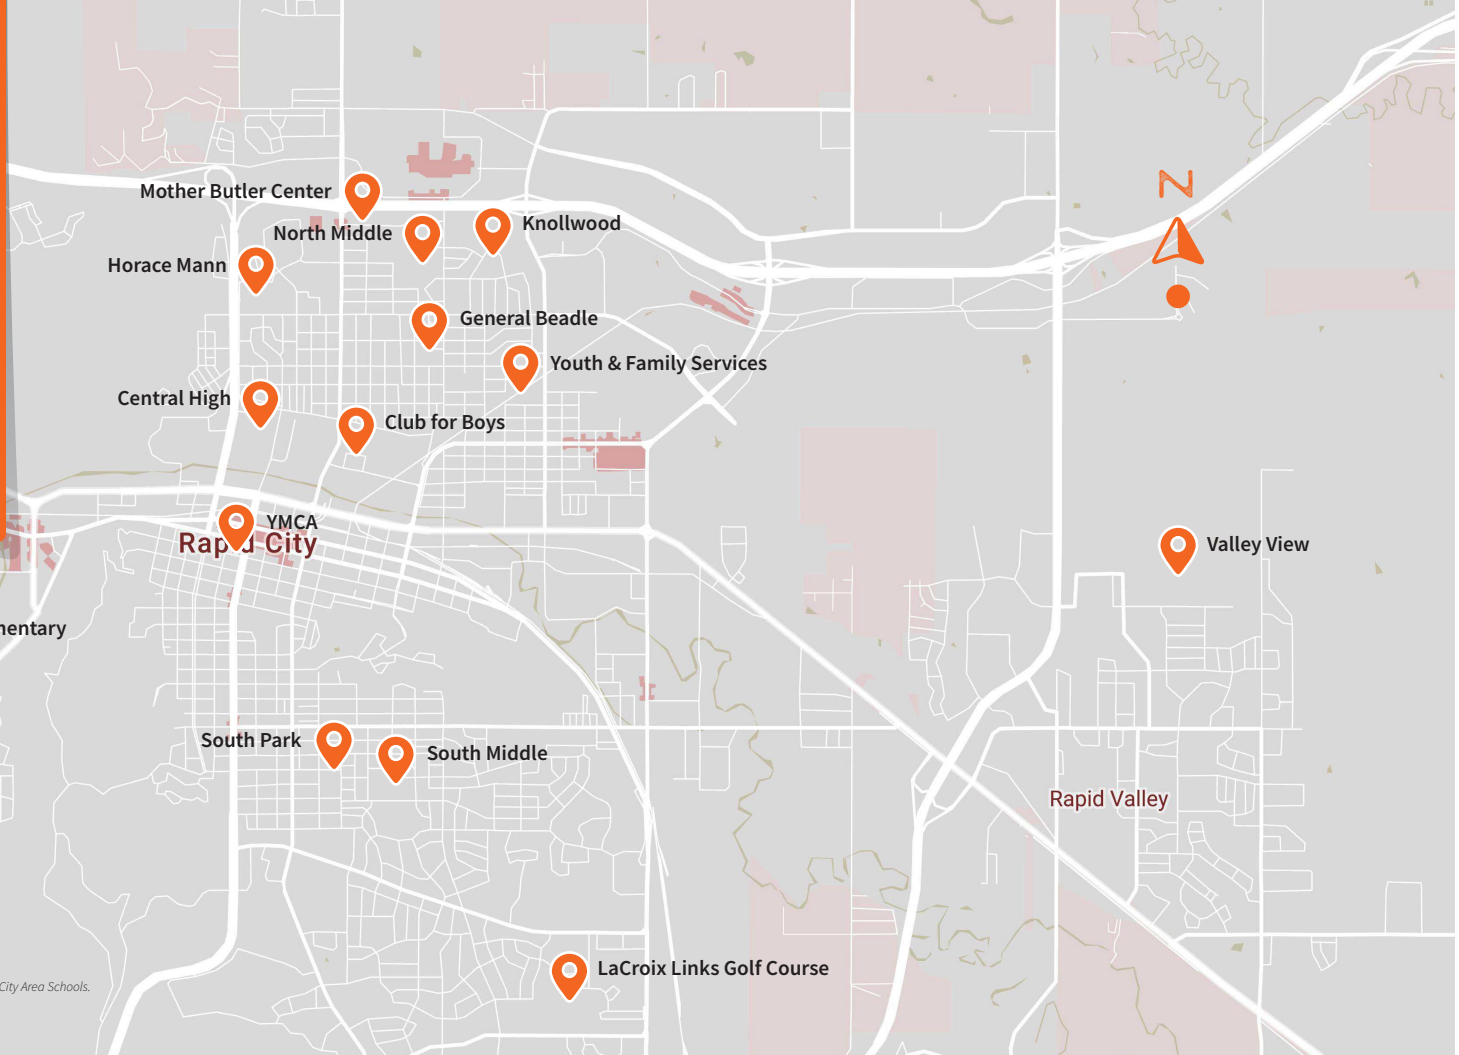 N
Mother Butler Center
Knollwood
North Middle
Horace Mann
General Beadle
Youth & Family Services
Central High
Club for Boys
YMCA
Rapid City
Valley View
mentary
South Park
South Middle
Rapid Valley
LaCroix Links Golf Course
City Area Schools.